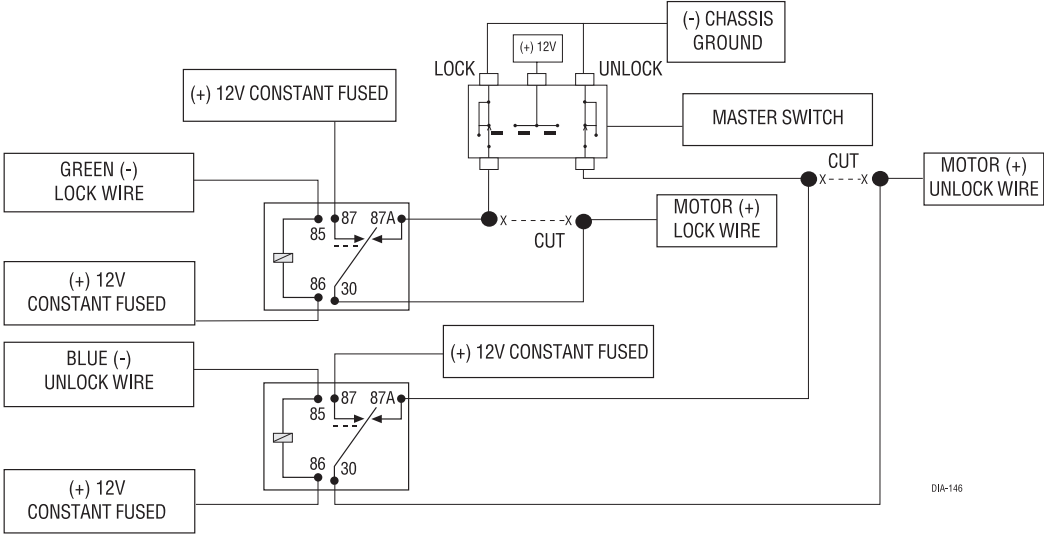 (-) CHASSIS
GROUND
(+) 12V
LOCK
UNLOCK
(+) 12V CONSTANT FUSED
MASTER SWITCH
GREEN (-)
LOCK WIRE
CUT
MOTOR (+)
UNLOCK WIRE
X----X
87 87A
85
X-------X
CUT
MOTOR (+)
LOCK WIRE
86
30
(+) 12V
CONSTANT FUSED
BLUE (-)
UNLOCK WIRE
(+) 12V CONSTANT FUSED
87 87A
85
86
30
(+) 12V
CONSTANT FUSED
DIA-146